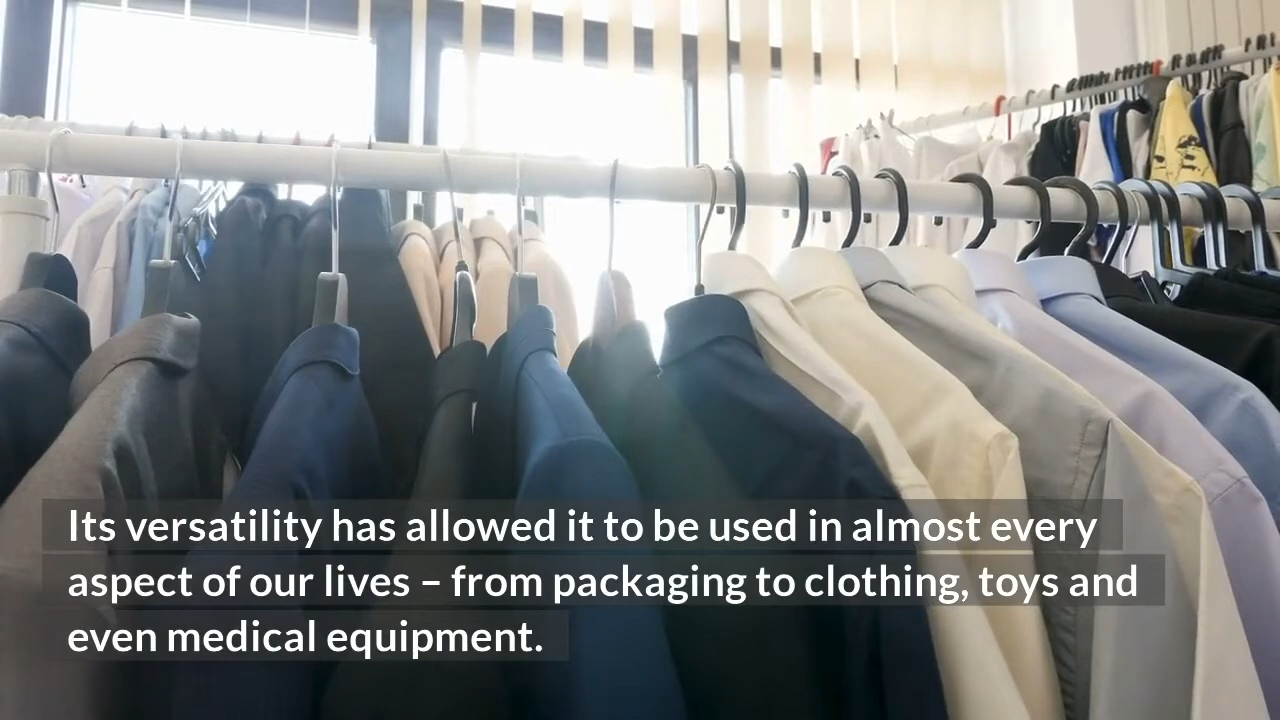 Its versatility has allowed it to be used in almost every
aspect of our lives – from packaging to clothing, toys and
even medical equipment.